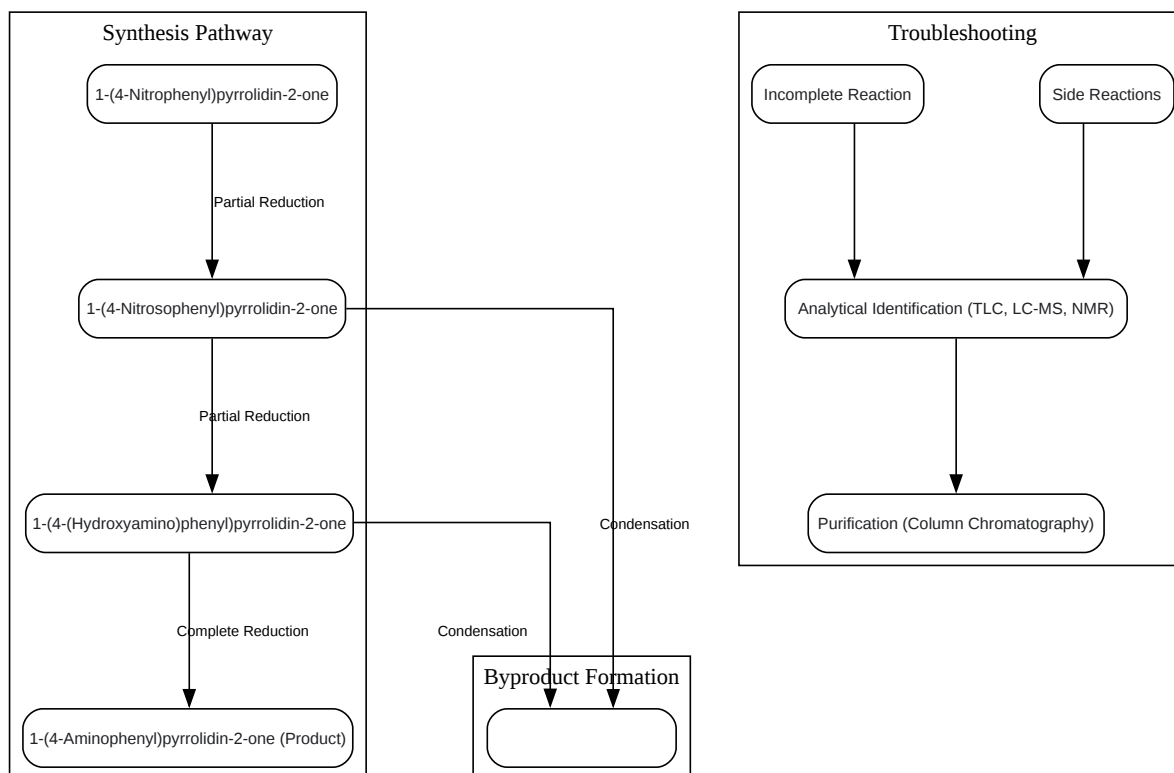 Synthesis Pathway
1-(4-Nitrophenyl)pyrrolidin-2-one
Partial Reduction
1-(4-Nitrosophenyl)pyrrolidin-2-one
Partial Reduction
1-(4-(Hydroxyamino)phenyl)pyrrolidin-2-one
Complete Reduction
1-(4-Aminophenyl)pyrrolidin-2-one (Product)
Condensation
Condensation
Byproduct Formation
Troubleshooting
Incomplete Reaction
Side Reactions
Analytical Identification (TLC, LC-MS, NMR)
Purification (Column Chromatography)